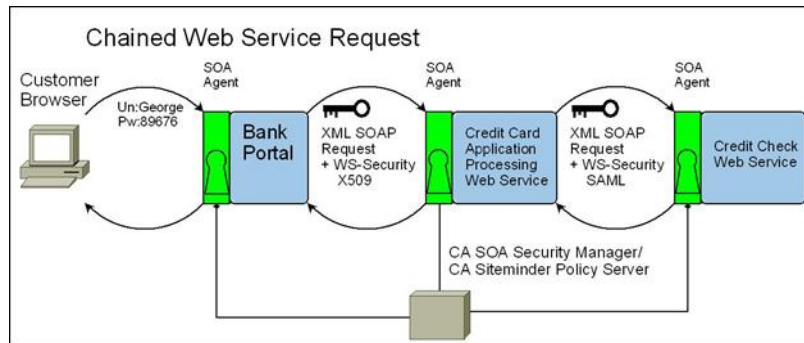 Chained Web Service Request
Customer
Browser
Un:George
Pw:89676
SOA
Agent
Bank
Portal
XML SOAP
Request
+ WS-Security
X509
SOA
Agent
Credit Card
Application
Processing
Web Service
XML SOAP
Request
+ WS-Security
SAML
SOA
Agent
Credit Check
Web Service
CA SOA Security Manager/
CA Siteminder Policy Server